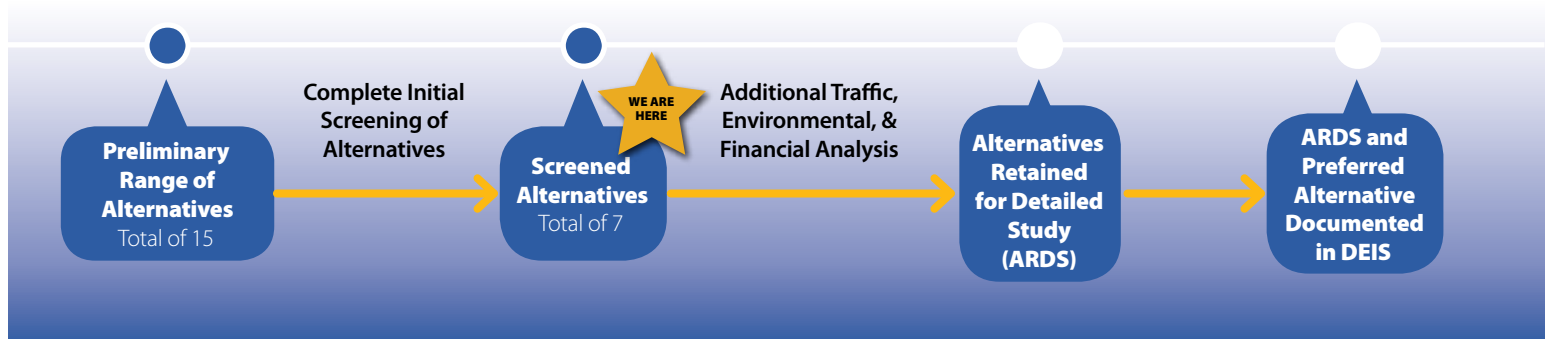 Preliminary
Range of
Alternatives
Total of 15
Complete Initial
Screening of
Alternatives
WE ARE
HERE
Screened
Alternatives
Total of 7
Additional Traffic,
Environmental, &
Financial Analysis
Alternatives
Retained
for Detailed
Study
(ARDS)
ARDS and
Preferred
Alternative
Documented
in DEIS